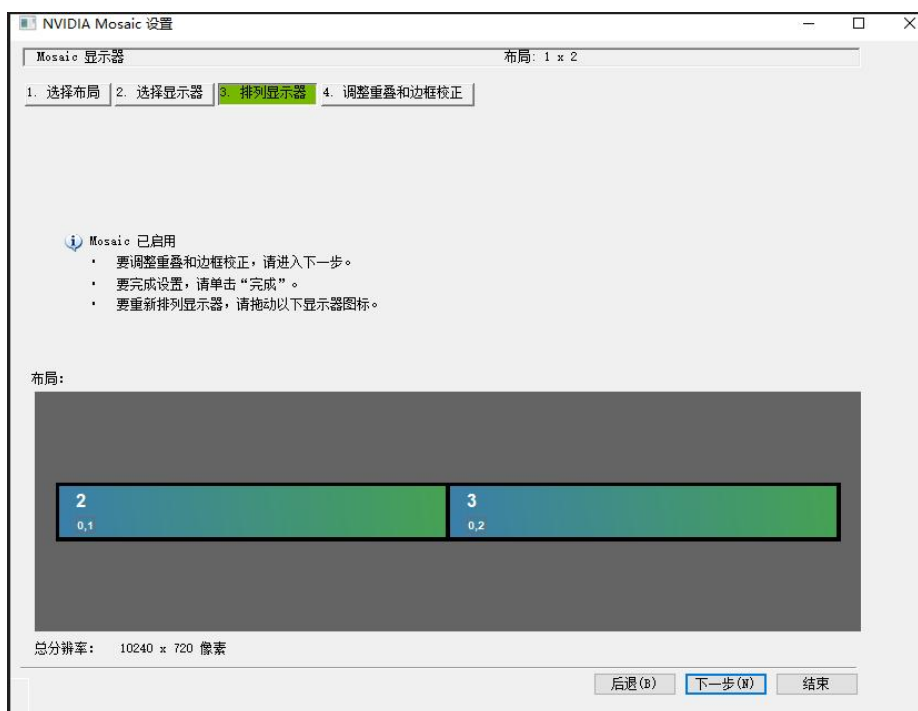 NVIDIA Mosaic 设置
Mosaic 显示器 布局: 1 x 2
1. 选择布局 2. 选择显示器 3. 排列显示器 4. 调整重叠和边框校正
Mosaic 已启用
· 要调整重叠和边框校正，请进入下一步。
· 要完成设置，请单击“完成”。
· 要重新排列显示器，请拖动以下显示器图标。
布局:
2 3
0,1 0,2
总分辨率: 10240 x 720 像素
后退(B) 下一步(N) 结束